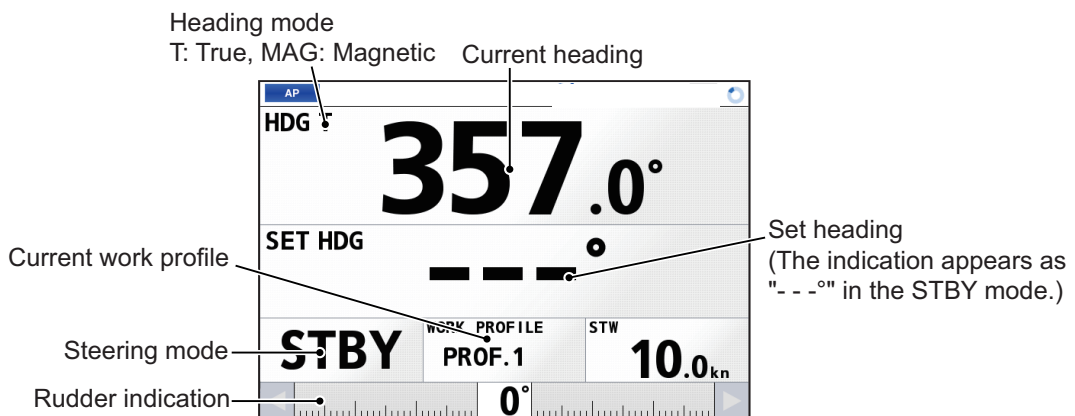 Heading mode
T: True, MAG: Magnetic
Current heading
AP
HDG T
357.0°
SET HDG
---°
Set heading
(The indication appears as
"- - -°" in the STBY mode.)
Current work profile
WORK PROFILE
STW
Steering mode
STBY
PROF.1
10.0kn
Rudder indication
0°